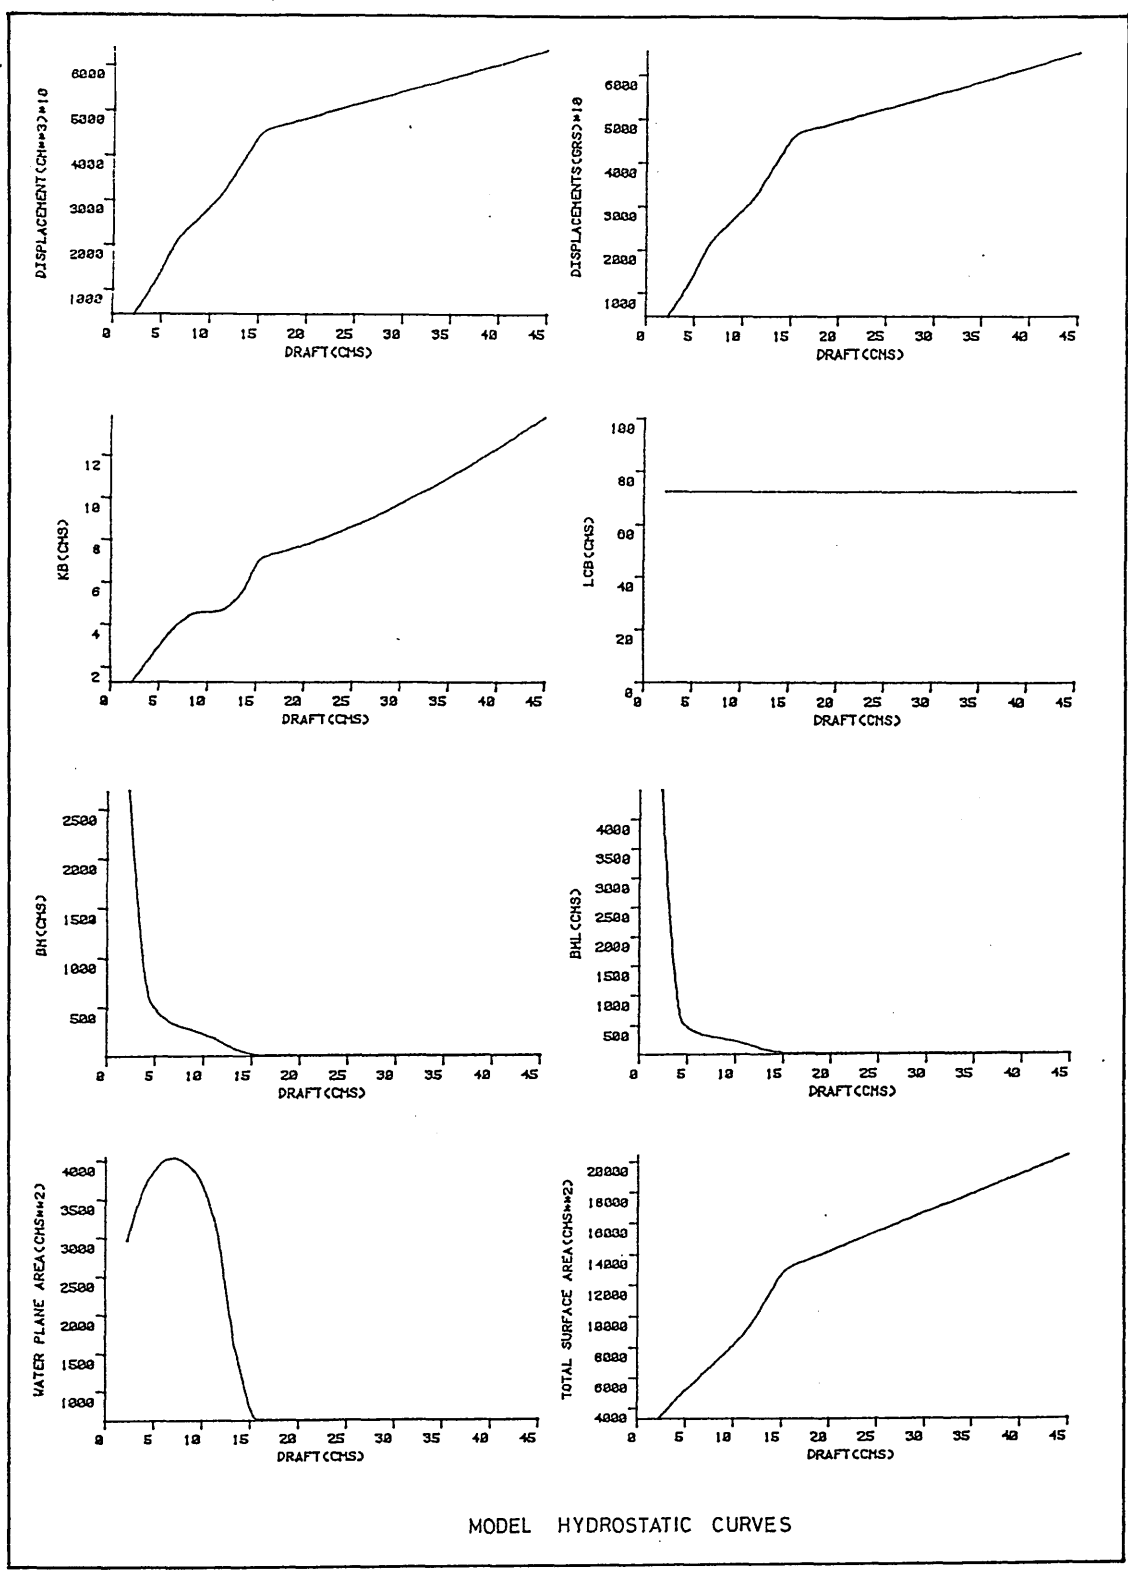 DISPLACEMENT(CM**3)*10
6000
5000
4000
3000
2000
1000
0 5 10 15 20 25 30 35 40 45
DRAFT(CMS)
DISPLACEMENTS(GRS)*10
6000
5000
4000
3000
2000
1000
0 5 10 15 20 25 30 35 40 45
DRAFT(CMS)
KB(CMS)
12
10
8
6
4
2
0 5 10 15 20 25 30 35 40 45
DRAFT(CMS)
LCB(CMS)
100
80
60
40
20
0
0 5 10 15 20 25 30 35 40 45
DRAFT(CMS)
BM(CMS)
2500
2000
1500
1000
500
0 5 10 15 20 25 30 35 40 45
DRAFT(CMS)
BML(CMS)
4000
3500
3000
2500
2000
1500
1000
500
0 5 10 15 20 25 30 35 40 45
DRAFT(CMS)
WATER PLANE AREA(CMS**2)
4000
3500
3000
2500
2000
1500
1000
0 5 10 15 20 25 30 35 40 45
DRAFT(CMS)
TOTAL SURFACE AREA(CMS**2)
20000
18000
16000
14000
12000
10000
8000
6000
4000
0 5 10 15 20 25 30 35 40 45
DRAFT(CMS)
MODEL HYDROSTATIC CURVES